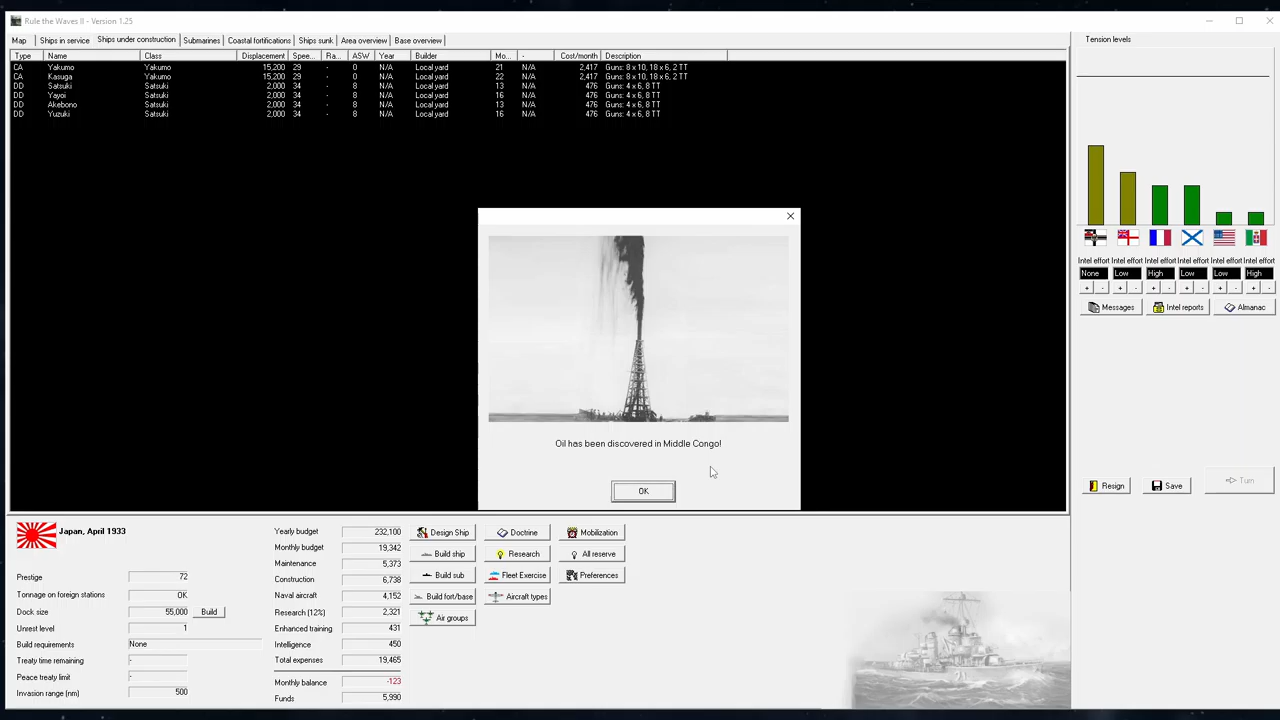 Rule the Waves II - Version 1.25
Map Ships in service Ships under construction Submarines Coastal fortifications Ships sunk Area overview Base overview
Type Name Class Displacement Spee... Ra... ASW Year Builder Mo... - Cost/month Description
CA Yakumo Yakumo 15,200 29 - 0 N/A Local yard 21 N/A 2,417 Guns: 8 x 10, 18 x 6, 2 TT
CA Kasuga Yakumo 15,200 29 - 0 N/A Local yard 22 N/A 2,417 Guns: 8 x 10, 18 x 6, 2 TT
DD Satsuki Satsuki 2,000 34 - 8 N/A Local yard 13 N/A 476 Guns: 4 x 6, 8 TT
DD Yayoi Satsuki 2,000 34 - 8 N/A Local yard 16 N/A 476 Guns: 4 x 6, 8 TT
DD Akebono Satsuki 2,000 34 - 8 N/A Local yard 13 N/A 476 Guns: 4 x 6, 8 TT
DD Yuzuki Satsuki 2,000 34 - 8 N/A Local yard 16 N/A 476 Guns: 4 x 6, 8 TT
Oil has been discovered in Middle Congo!
OK
Tension levels
Intel effort Intel effort Intel effort Intel effort Intel effort Intel effort
None Low High Low Low High
+ - + - + - + - + - + -
Messages Intel reports Almanac
Resign Save Turn
Japan, April 1933
Prestige 72
Tonnage on foreign stations OK
Dock size 55,000 Build
Unrest level 1
Build requirements None
Treaty time remaining -
Peace treaty limit -
Invasion range (nm) 500
Yearly budget 232,100
Monthly budget 19,342
Maintenance 5,373
Construction 6,738
Naval aircraft 4,152
Research (12%) 2,321
Enhanced training 431
Intelligence 450
Total expenses 19,465
Monthly balance -123
Funds 5,990
Design Ship Doctrine Mobilization
Build ship Research All reserve
Build sub Fleet Exercise Preferences
Build fort/base Aircraft types
Air groups